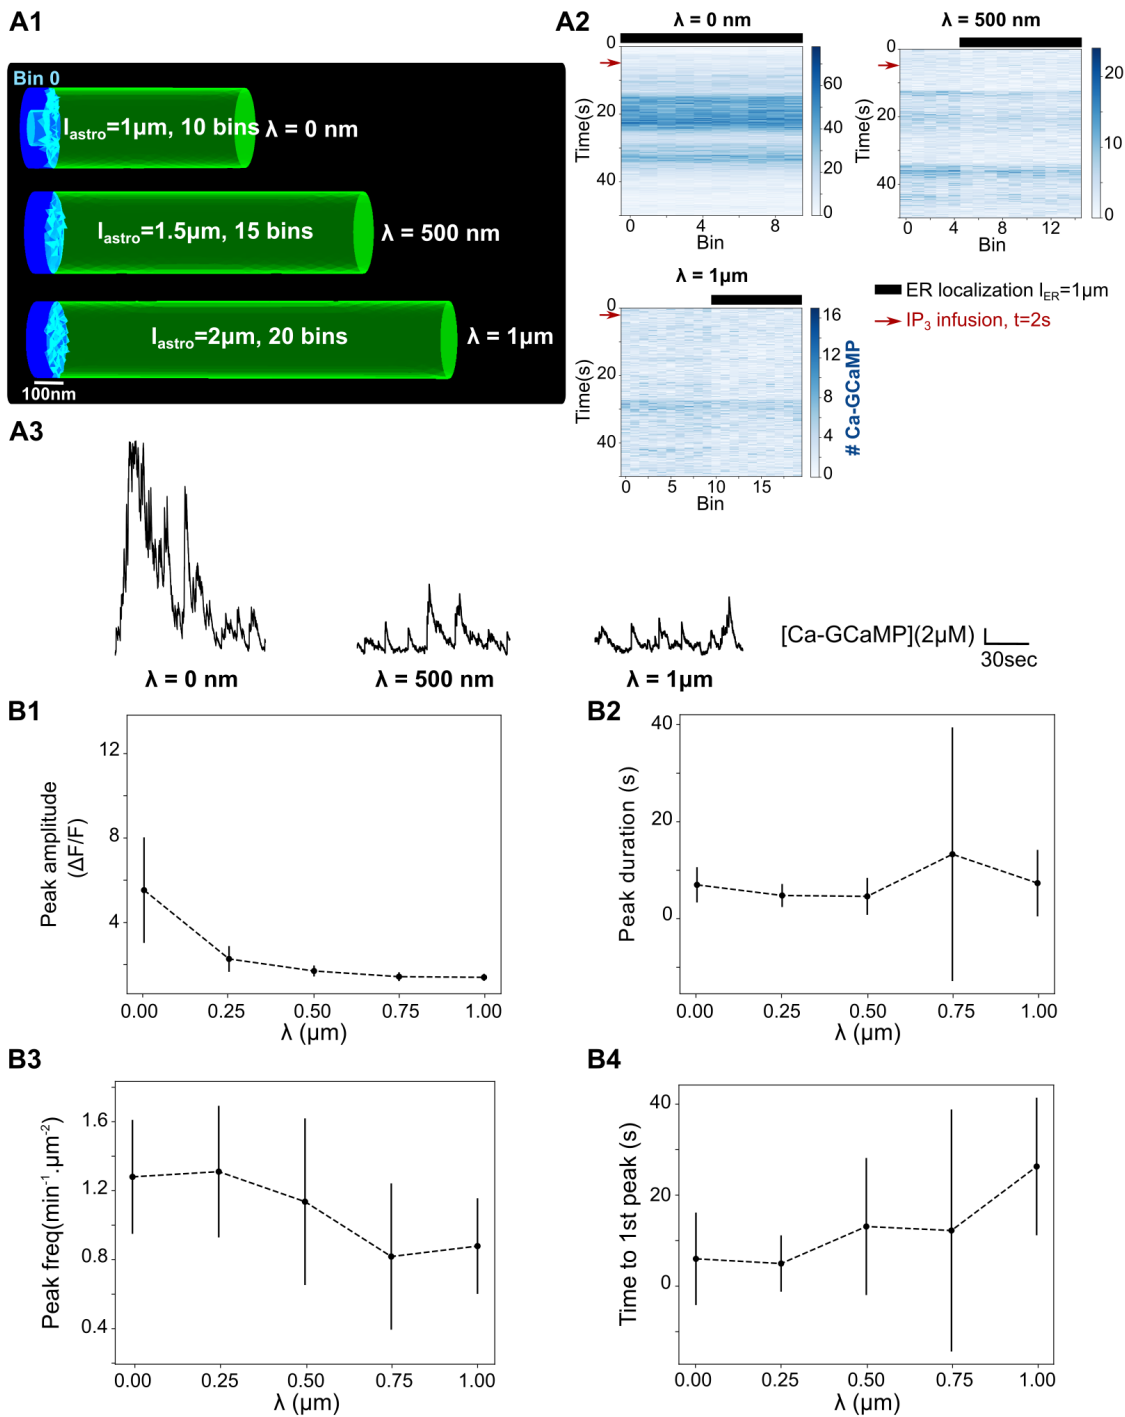 A1
Bin 0
lastro=1µm, 10 bins λ = 0 nm
lastro=1.5µm, 15 bins
λ = 500 nm
lastro=2µm, 20 bins
λ = 1µm
100nm
A2
λ = 0 nm
0
20
40
Time(s)
0
4
8
Bin
60
40
20
0
λ = 500 nm
0
20
40
Time(s)
0
4
8
12
Bin
20
10
0
λ = 1µm
0
20
40
Time(s)
0
5
10
15
Bin
16
12
8
4
0
# Ca-GCaMP
ER localization lER=1µm
IP3 infusion, t=2s
A3
λ = 0 nm
λ = 500 nm
λ = 1µm
[Ca-GCaMP](2µM)
30sec
B1
Peak amplitude
(ΔF/F)
12
8
4
0.00 0.25 0.50 0.75 1.00
λ (µm)
B2
Peak duration (s)
40
20
0
0.00 0.25 0.50 0.75 1.00
λ (µm)
B3
Peak freq(min-1.µm-2)
1.6
1.2
0.8
0.4
0.00 0.25 0.50 0.75 1.00
λ (µm)
B4
Time to 1st peak (s)
40
20
0
0.00 0.25 0.50 0.75 1.00
λ (µm)